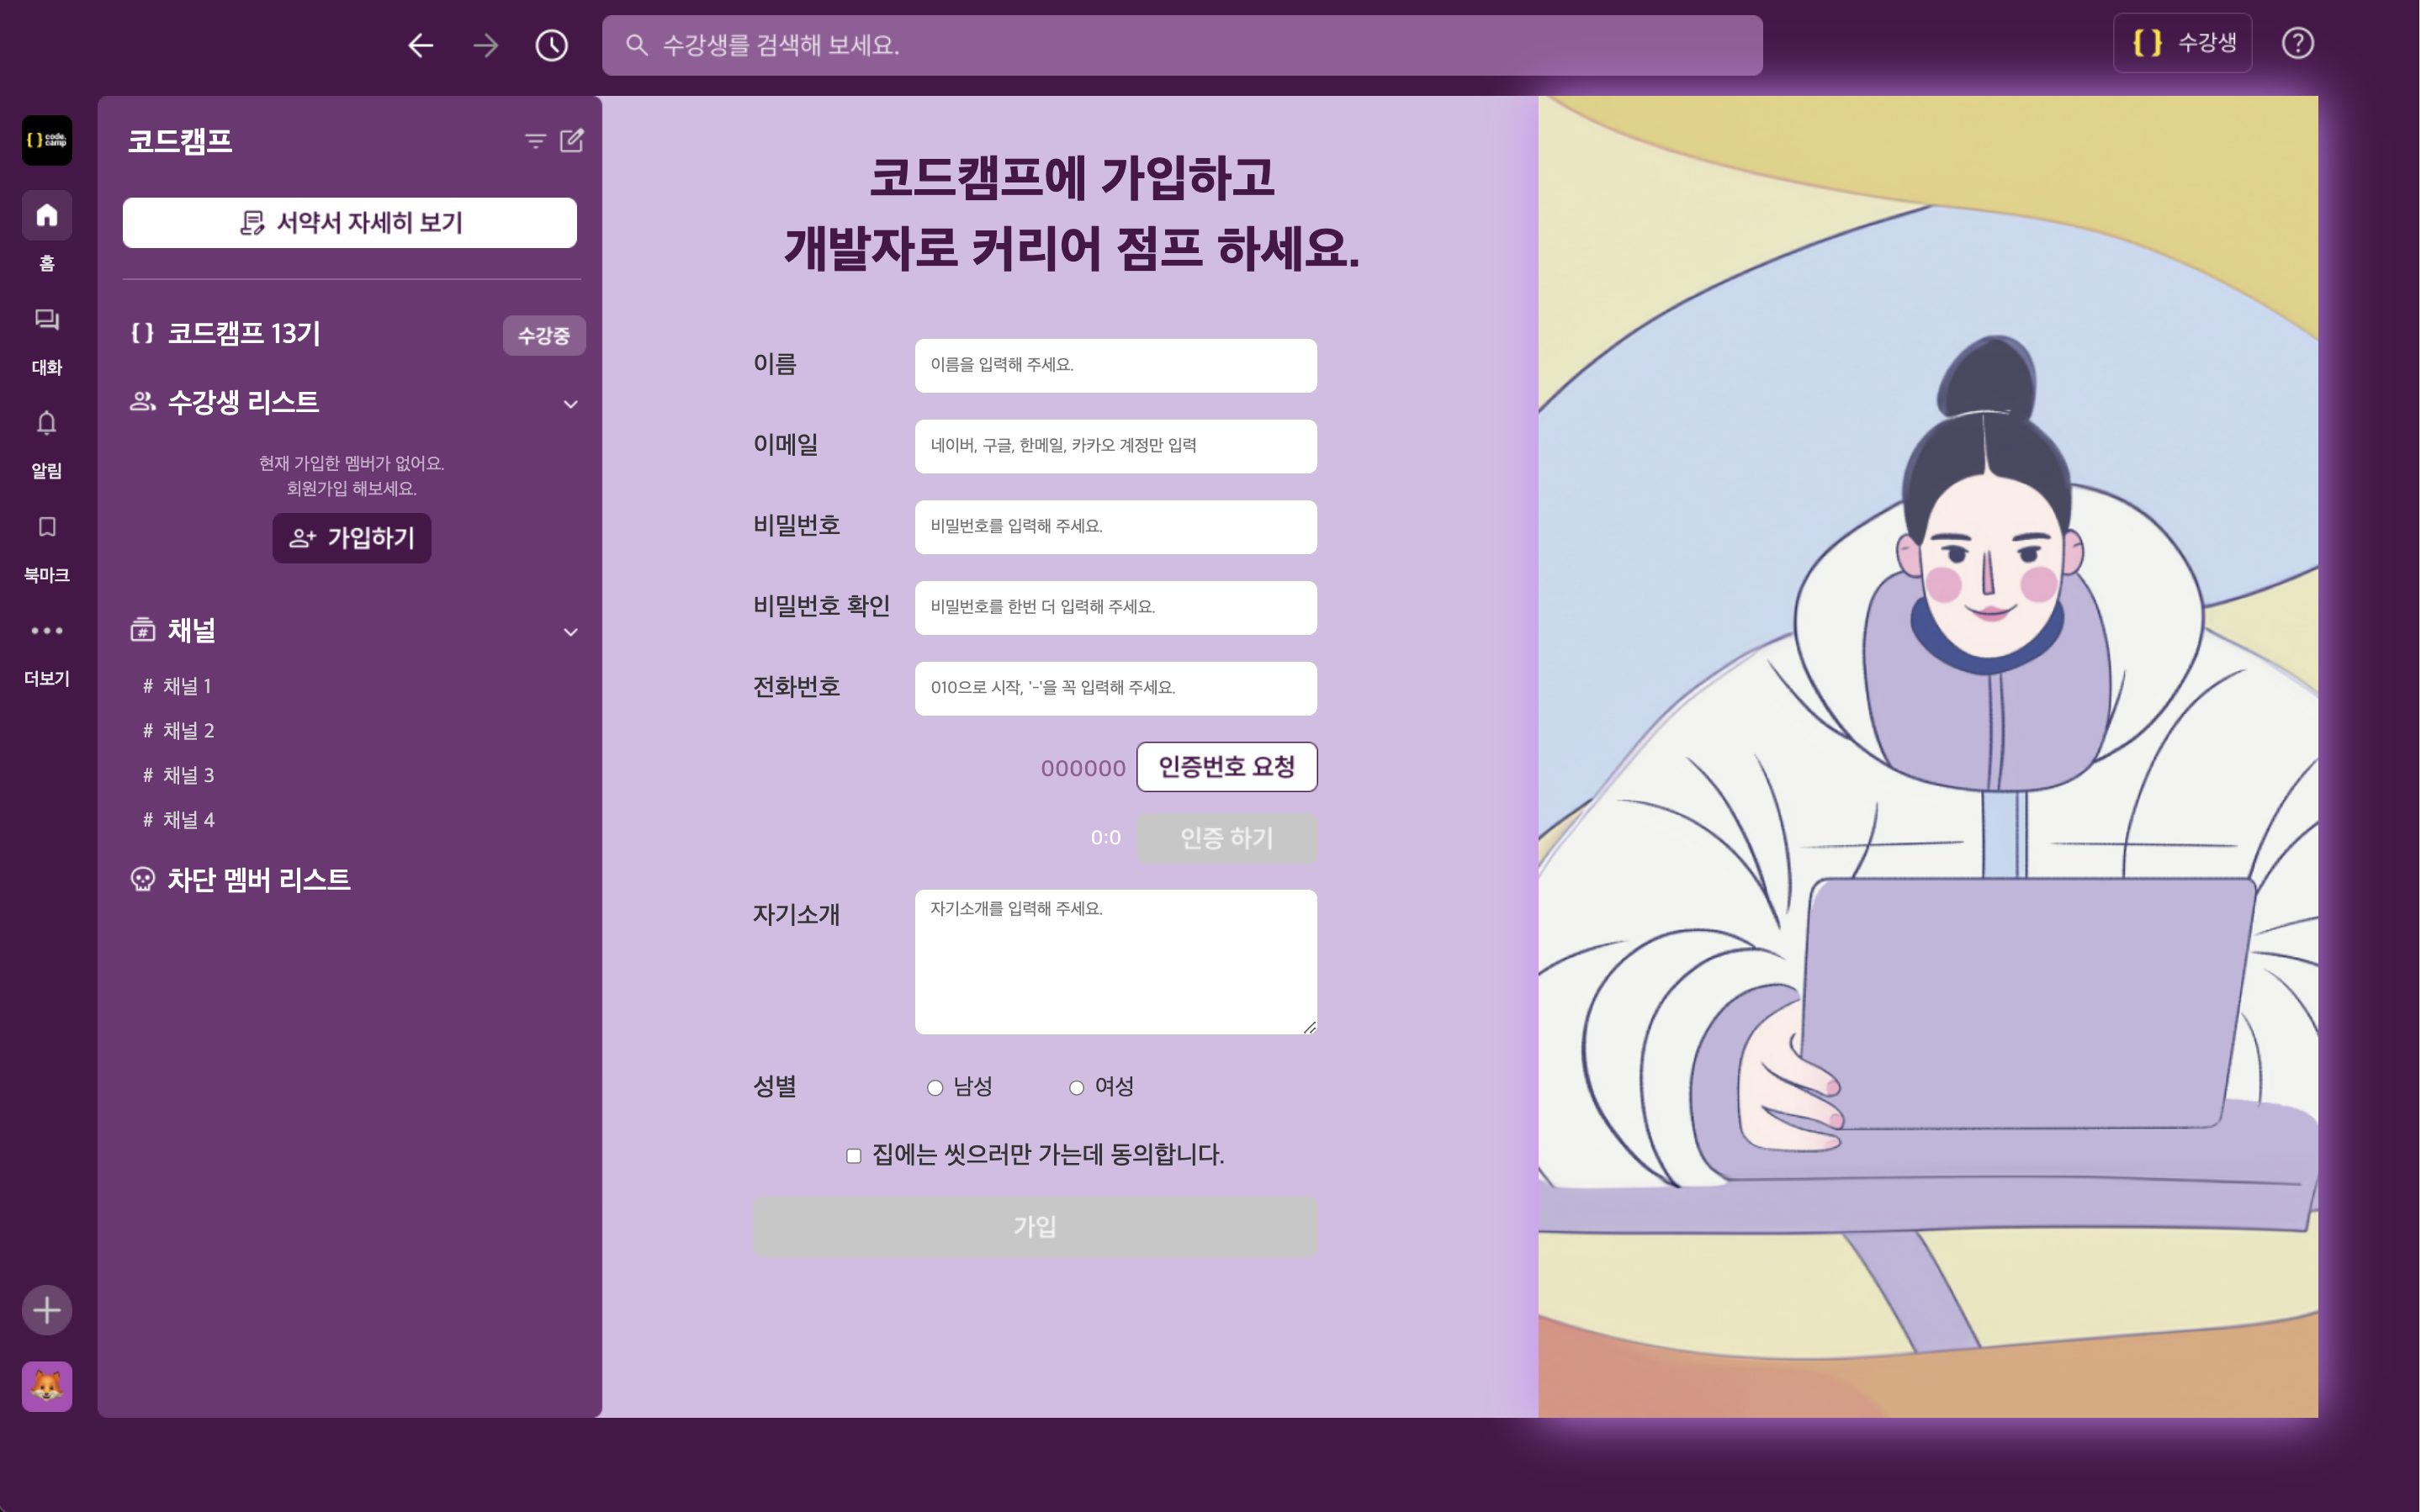 수강생를 검색해 보세요.
{ } 수강생
{ } code.
camp
홈
대화
알림
북마크
더보기
코드캠프
서약서 자세히 보기
{ } 코드캠프 13기
수강중
수강생 리스트
현재 가입한 멤버가 없어요.
회원가입 해보세요.
가입하기
채널
# 채널 1
# 채널 2
# 채널 3
# 채널 4
차단 멤버 리스트
코드캠프에 가입하고
개발자로 커리어 점프 하세요.
이름 이름을 입력해 주세요.
이메일 네이버, 구글, 한메일, 카카오 계정만 입력
비밀번호 비밀번호를 입력해 주세요.
비밀번호 확인 비밀번호를 한번 더 입력해 주세요.
전화번호 010으로 시작, '-'을 꼭 입력해 주세요.
000000 인증번호 요청
0:0 인증 하기
자기소개 자기소개를 입력해 주세요.
성별 남성 여성
집에는 씻으러만 가는데 동의합니다.
가입